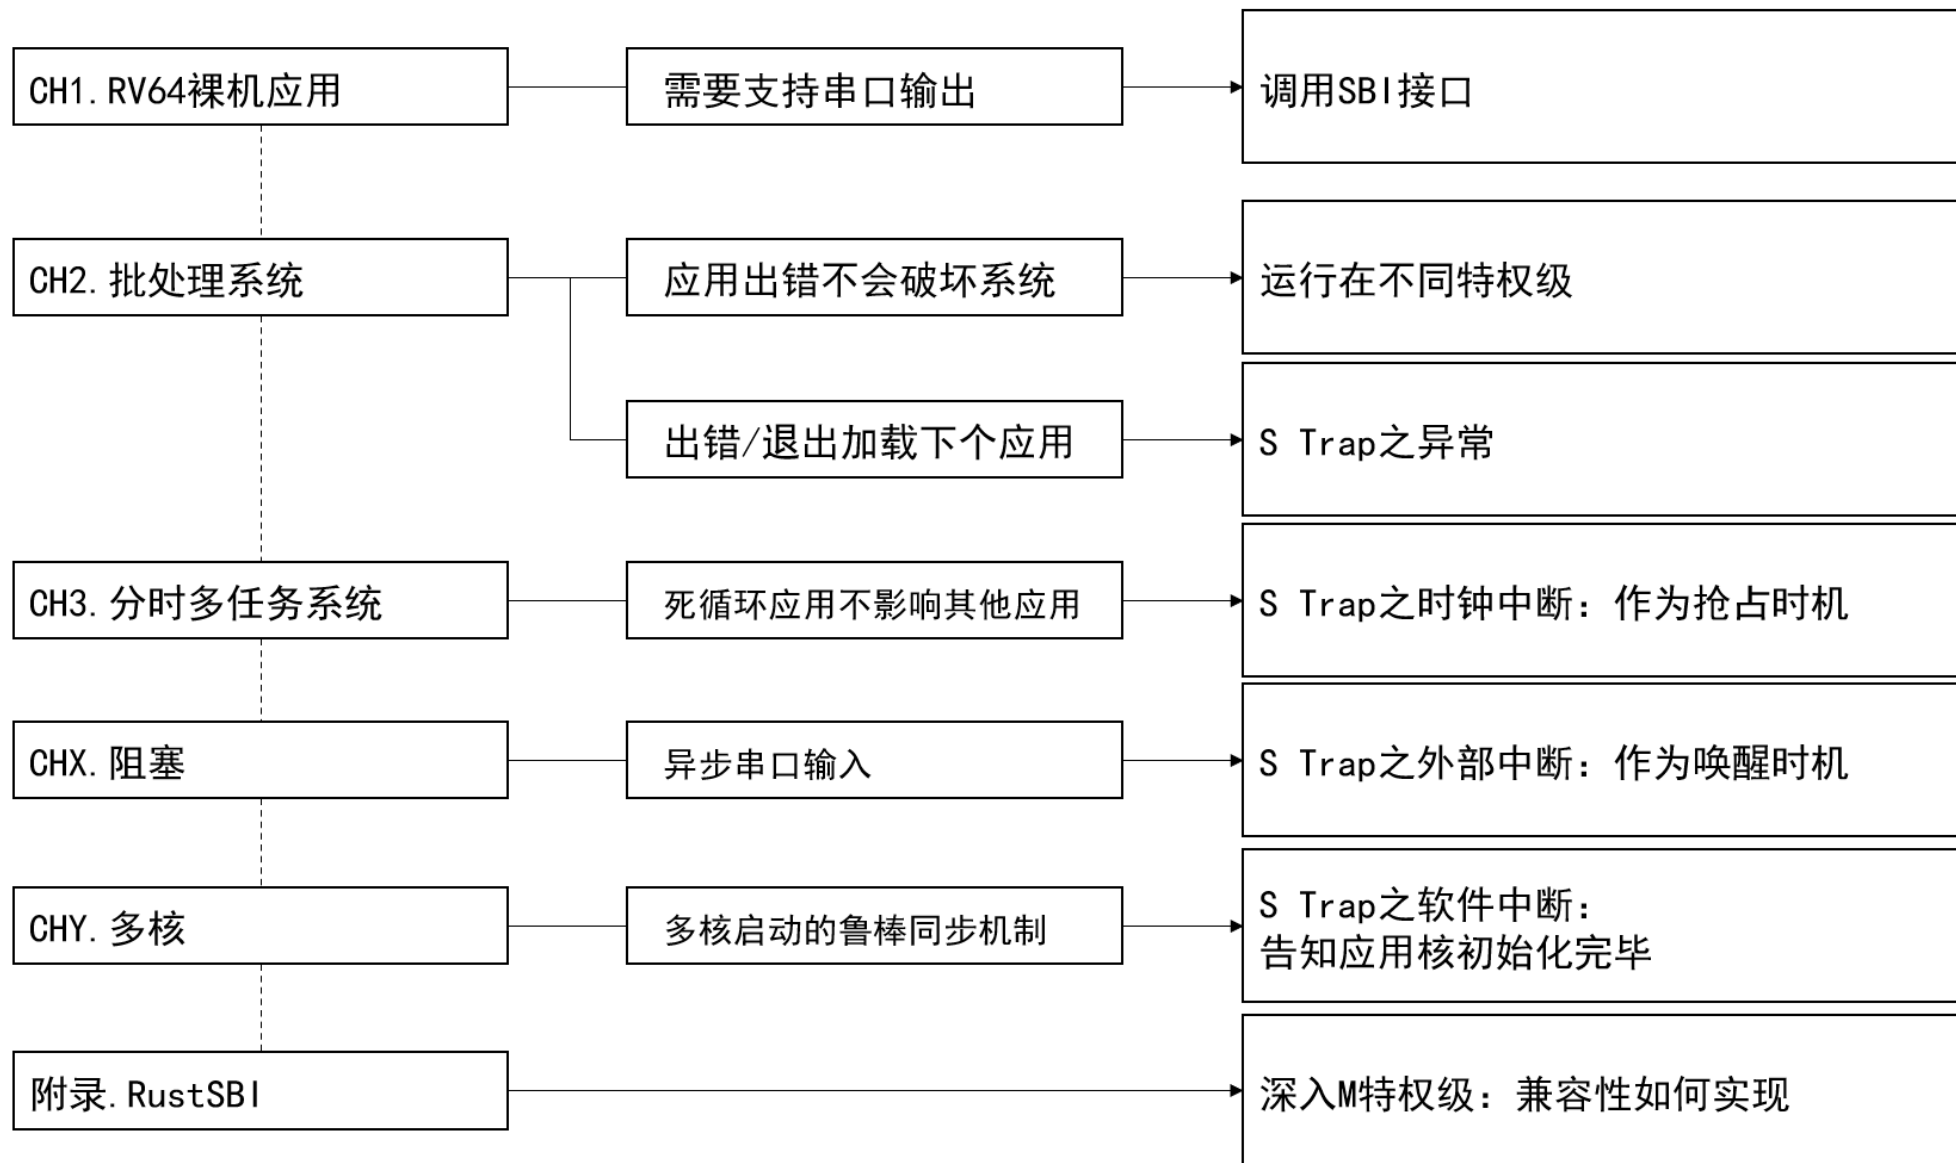 CH1.RV64裸机应用
需要支持串口输出
调用SBI接口
CH2.批处理系统
应用出错不会破坏系统
运行在不同特权级
出错/退出加载下个应用
S Trap之异常
CH3.分时多任务系统
死循环应用不影响其他应用
S Trap之时钟中断：作为抢占时机
CHX.阻塞
异步串口输入
S Trap之外部中断：作为唤醒时机
CHY.多核
多核启动的鲁棒同步机制
S Trap之软件中断：
告知应用核初始化完毕
附录.RustSBI
深入M特权级：兼容性如何实现